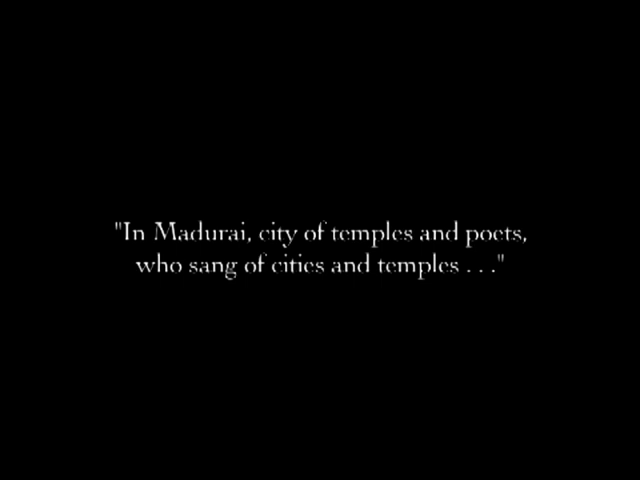 "In Madurai, city of temples and poets,
who sang of cities and temples . . ."